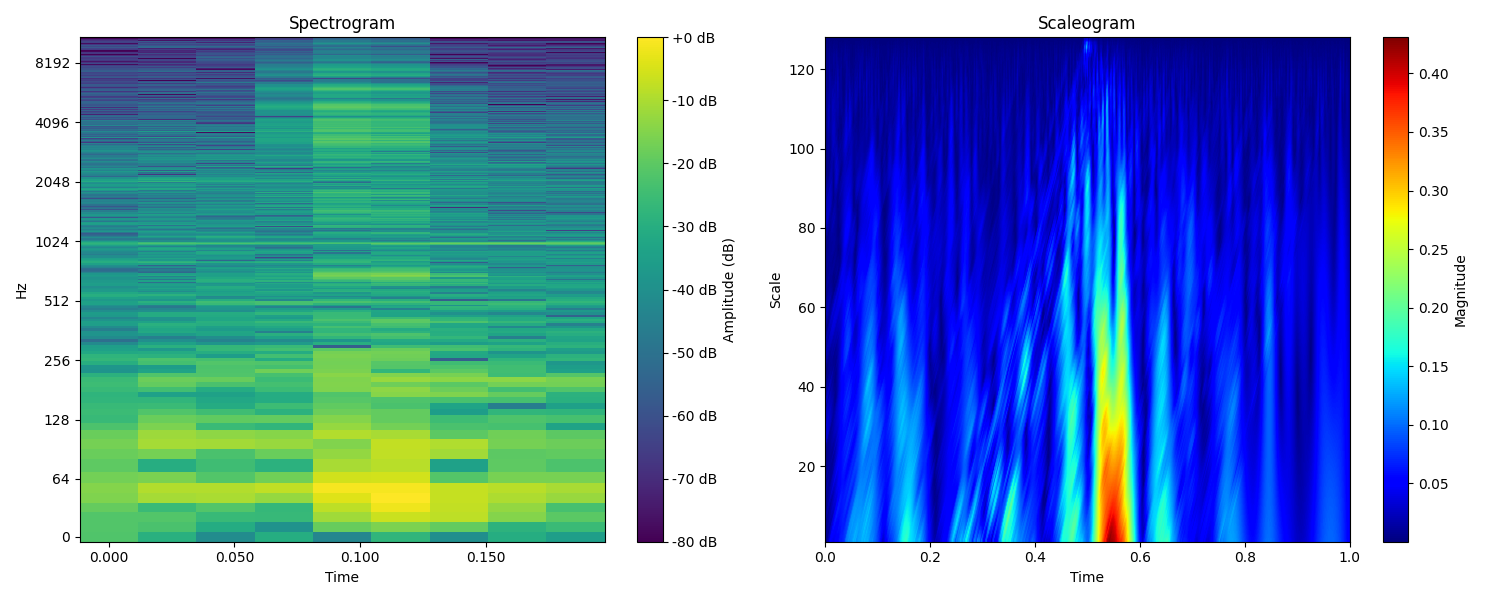 Spectrogram
Hz
8192
4096
2048
1024
512
256
128
64
0
0.000 0.050 0.100 0.150
Time
+0 dB
-10 dB
-20 dB
-30 dB
-40 dB
-50 dB
-60 dB
-70 dB
-80 dB
Amplitude (dB)
Scaleogram
Scale
120
100
80
60
40
20
0.0 0.2 0.4 0.6 0.8 1.0
Time
0.40
0.35
0.30
0.25
0.20
0.15
0.10
0.05
Magnitude